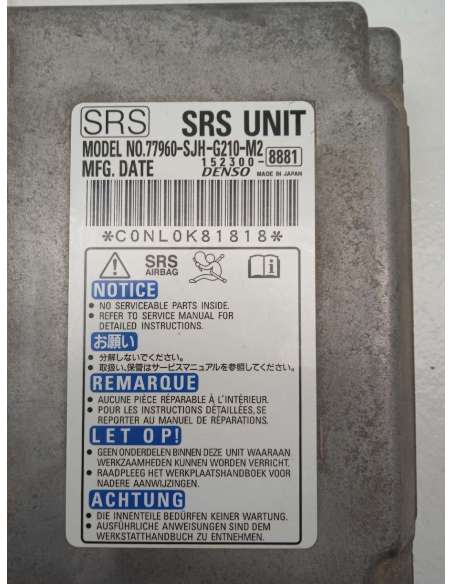 SRS SRS UNIT
MODEL NO.77960-SJH-G210-M2
MFG. DATE 152300-8881
DENSO MADE IN JAPAN
*C0NL0K81818*
SRS
AIRBAG
NOTICE
● NO SERVICEABLE PARTS INSIDE.
● REFER TO SERVICE MANUAL FOR
DETAILED INSTRUCTIONS.
お願い
● 分解しないでください。
● 取扱い、保管はサービスマニュアルを参照してください。
REMARQUE
● AUCUNE PIÈCE RÉPARABLE À L'INTÉRIEUR.
● POUR LES INSTRUCTIONS DÉTAILLÉES, SE
REPORTER AU MANUEL DE RÉPARATIONS.
LET OP!
● GEEN ONDERDELEN BINNEN DEZE UNIT WAARAAN
WERKZAAMHEDEN KUNNEN WORDEN VERRICHT.
● RAADPLEEG HET WERKPLAATSHANDBOEK VOOR
NADERE AANWIJZINGEN.
ACHTUNG
● DIE INNENTEILE BEDÜRFEN KEINER WARTUNG.
● AUSFÜHRLICHE ANWEISUNGEN SIND DEM
WERKSTATTHANDBUCH ZU ENTNEHMEN.